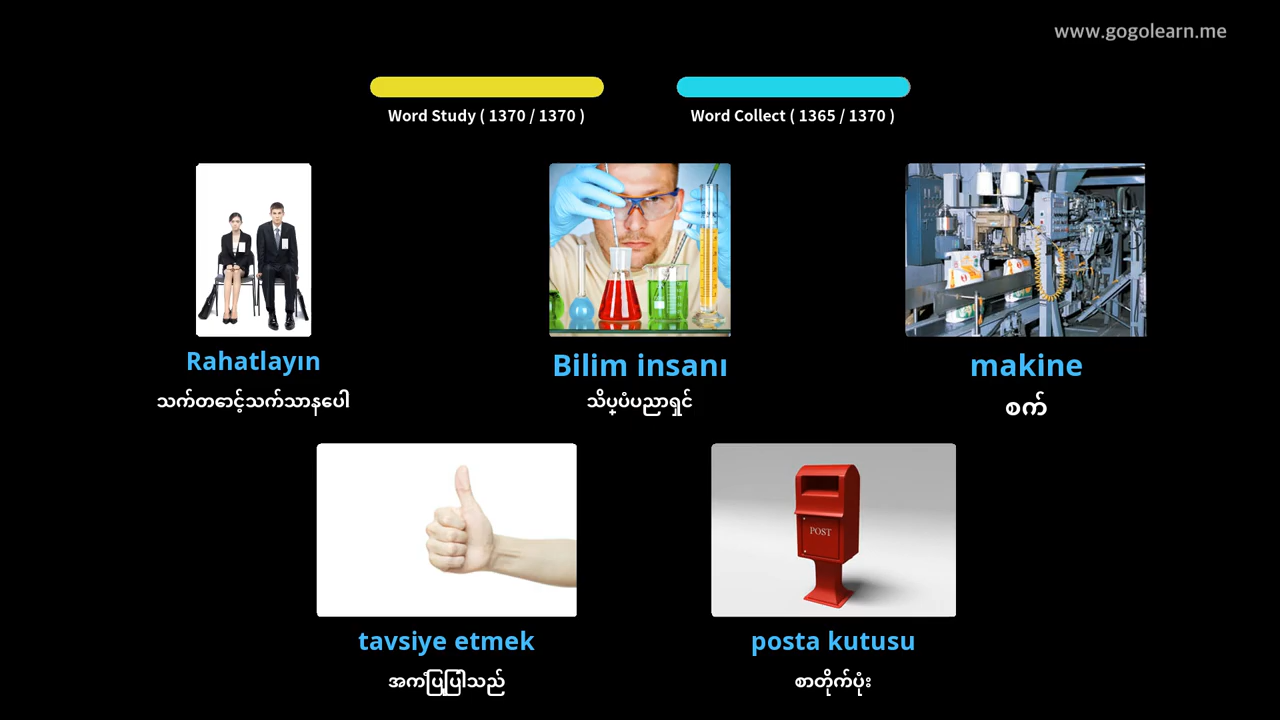 www.gogolearn.me
Word Study ( 1370 / 1370 )
Word Collect ( 1365 / 1370 )
POST
Rahatlayın
Bilim insanı
makine
သက်တောင့်သက်သာနပေါ
သိပ္ပံပညာရှင်
စက်
tavsiye etmek
posta kutusu
အကံပြုပြါသည်
စာတိုက်ပုံး